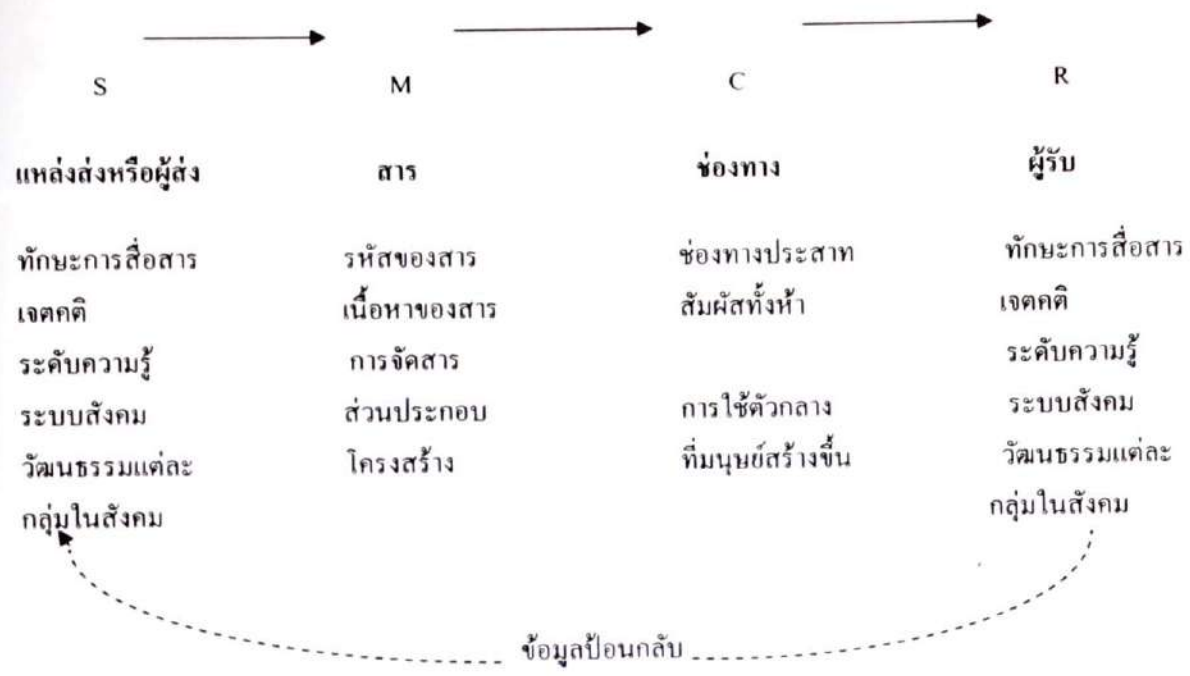 S M C R
แหล่งส่งหรือผู้ส่ง สาร ช่องทาง ผู้รับ
ทักษะการสื่อสาร รหัสของสาร ช่องทางประสาท ทักษะการสื่อสาร
เจตคติ เนื้อหาของสาร สัมผัสทั้งห้า เจตคติ
ระดับความรู้ การจัดสาร ระดับความรู้
ระบบสังคม ส่วนประกอบ การใช้ตัวกลาง ระบบสังคม
วัฒนธรรมแต่ละ โครงสร้าง ที่มนุษย์สร้างขึ้น วัฒนธรรมแต่ละ
กลุ่มในสังคม กลุ่มในสังคม
ข้อมูลป้อนกลับ